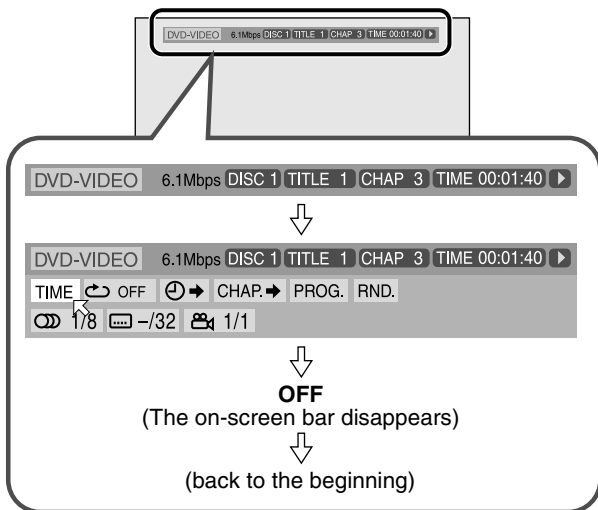 DVD-VIDEO 6.1Mbps DISC 1 TITLE 1 CHAP 3 TIME 00:01:40
DVD-VIDEO 6.1Mbps DISC 1 TITLE 1 CHAP 3 TIME 00:01:40
DVD-VIDEO 6.1Mbps DISC 1 TITLE 1 CHAP 3 TIME 00:01:40
TIME OFF CHAP. PROG. RND.
1/8 –/32 1/1
OFF
(The on-screen bar disappears)
(back to the beginning)